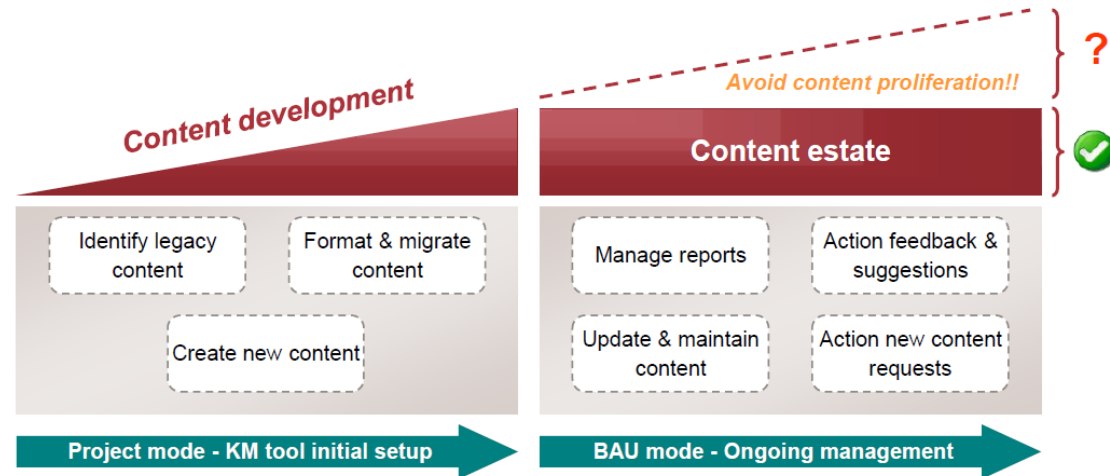 Content development
?
Avoid content proliferation!!
Content estate
Identify legacy
content
Format & migrate
content
Create new content
Manage reports
Action feedback &
suggestions
Update & maintain
content
Action new content
requests
Project mode - KM tool initial setup
BAU mode - Ongoing management